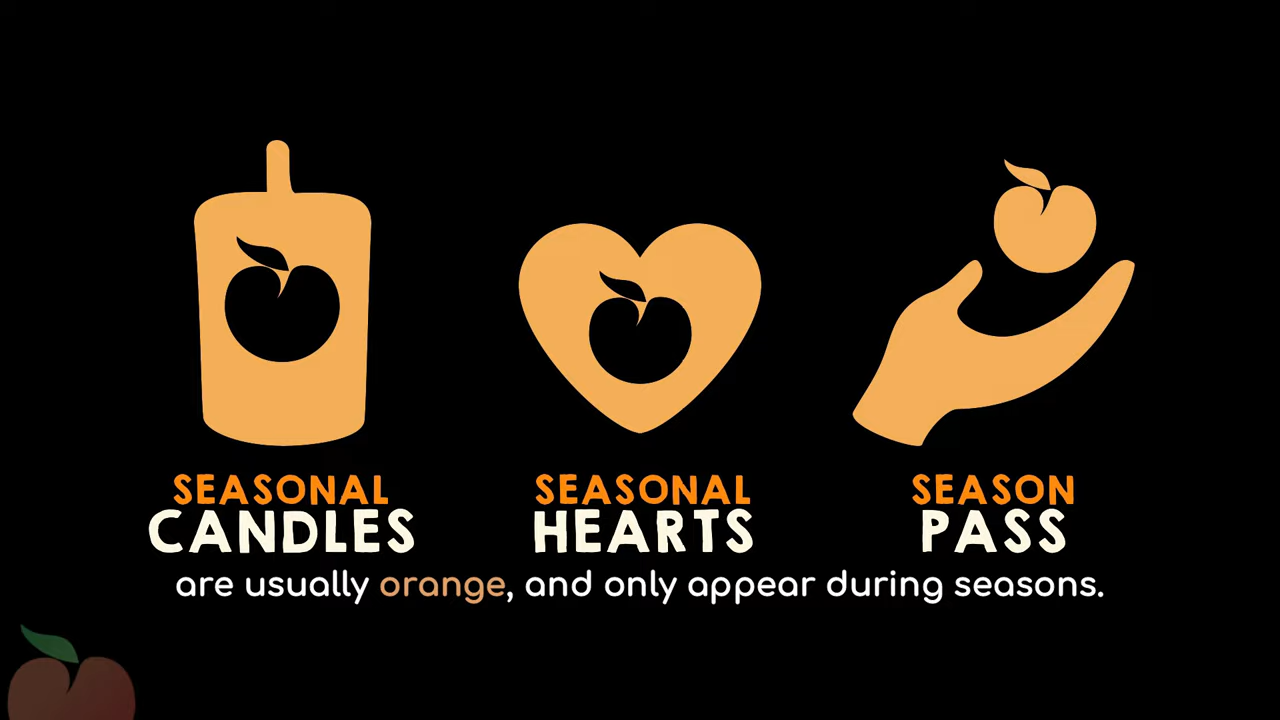 SEASONAL
CANDLES
SEASONAL
HEARTS
SEASON
PASS
are usually orange, and only appear during seasons.